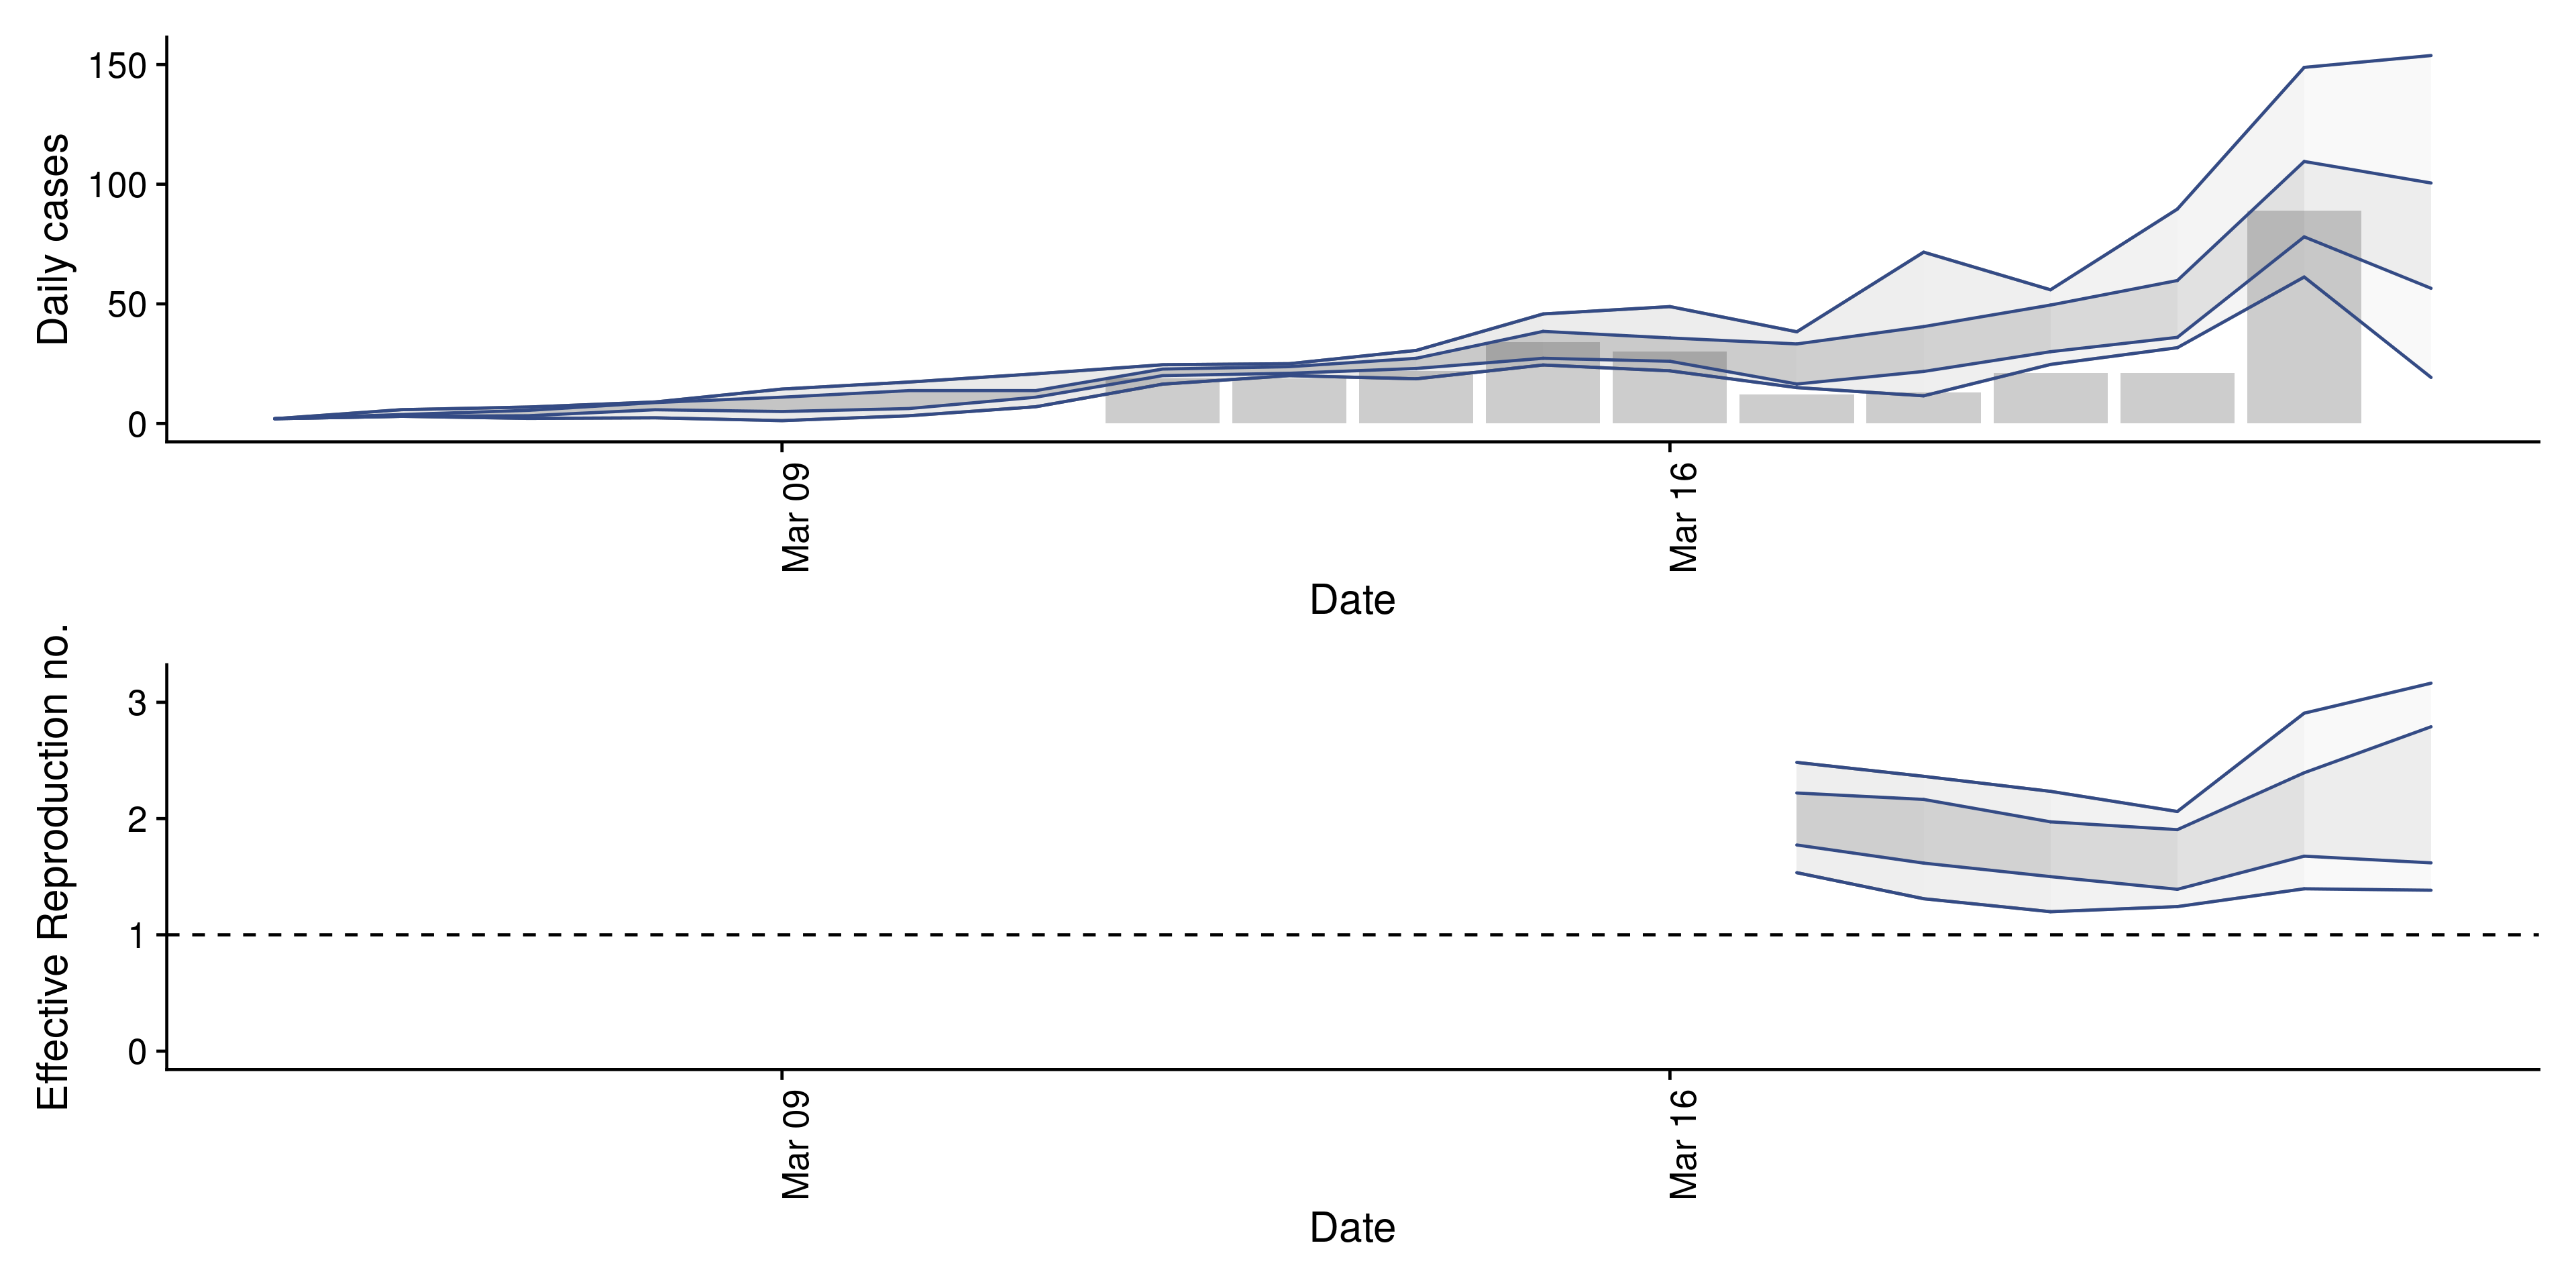 Daily cases
150
100
50
0
Mar 09
Mar 16
Date
Effective Reproduction no.
3
2
1
0
Mar 09
Mar 16
Date